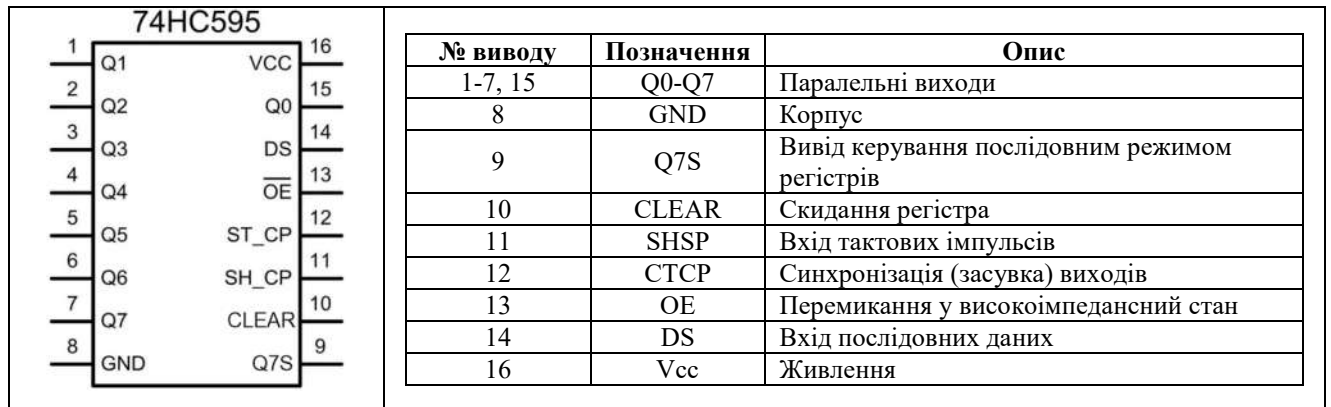 74HC595
1 Q1 VCC 16
2 Q2 Q0 15
3 Q3 DS 14
4 Q4 OE 13
5 Q5 ST_CP 12
6 Q6 SH_CP 11
7 Q7 CLEAR 10
8 GND Q7S 9
№ виводу Позначення Опис
1-7, 15 Q0-Q7 Паралельні виходи
8 GND Корпус
9 Q7S Вивід керування послідовним режимом
регістрів
10 CLEAR Скидання регістра
11 SHSP Вхід тактових імпульсів
12 CTCP Синхронізація (засувка) виходів
13 OE Перемикання у високоімпедансний стан
14 DS Вхід послідовних даних
16 Vcc Живлення